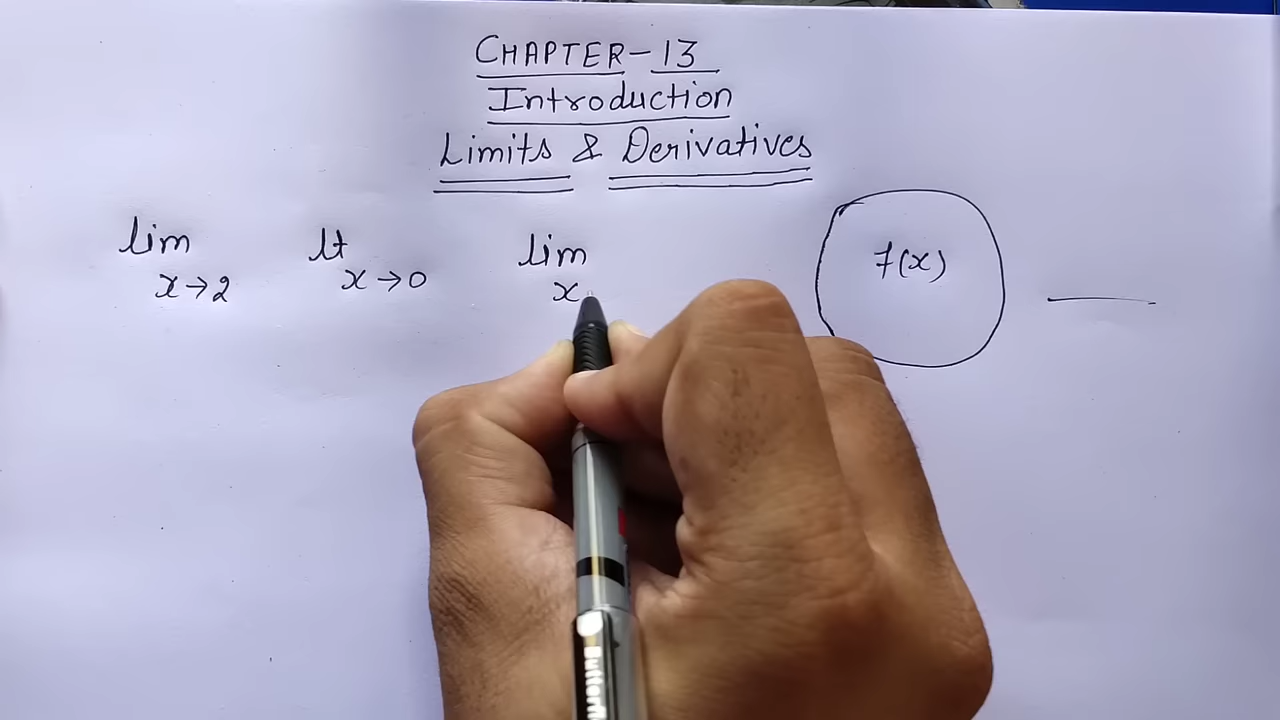 CHAPTER-13
Introduction
Limits & Derivatives
lim lt lim f(x)
x→2 x→0 x